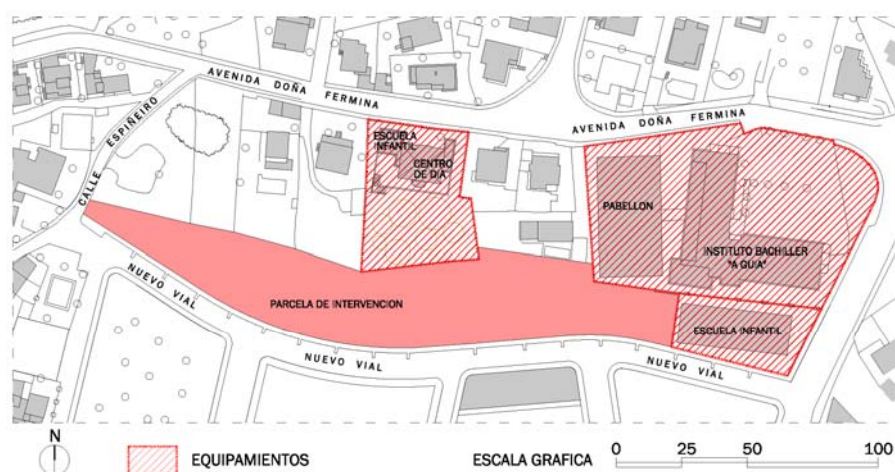 AVENIDA DOÑA FERMINA
CALLE ESPIÑEIRO
ESCUELA
INFANTIL
CENTRO
DE DIA
AVENIDA DOÑA FERMINA
PABELLON
INSTITUTO BACHILLER
"A GUIA"
PARCELA DE INTERVENCION
ESCUELA INFANTIL
NUEVO VIAL
NUEVO VIAL
NUEVO VIAL
N
EQUIPAMIENTOS
ESCALA GRAFICA
0 25 50 100